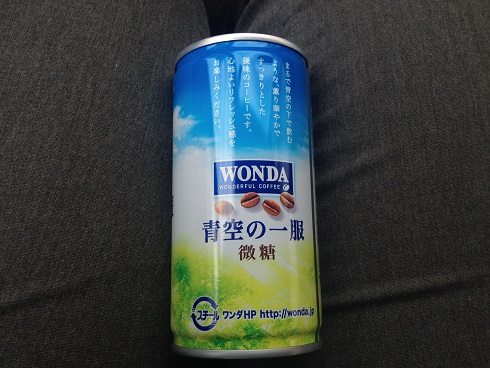 まるで青空の下で飲む
ような、薫り華やかで
すっきりとした
後味のコーヒーです。
心地よいリフレッシュ感を
お楽しみください。
WONDA
WONDERFUL COFFEE
青空の一服
微糖
スチール ワンダHP http://wonda.jp